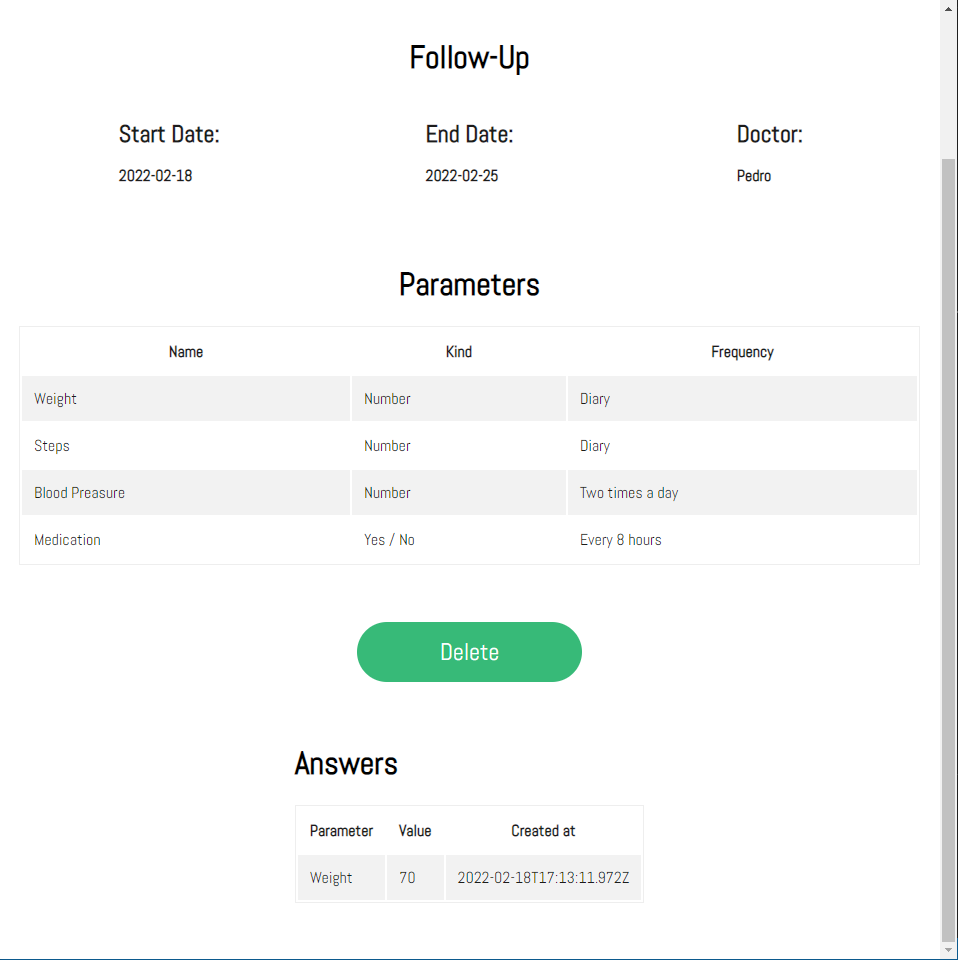 Follow-Up
Start Date: End Date: Doctor:
2022-02-18 2022-02-25 Pedro
Parameters
Name Kind Frequency
Weight Number Diary
Steps Number Diary
Blood Preasure Number Two times a day
Medication Yes / No Every 8 hours
Delete
Answers
Parameter Value Created at
Weight 70 2022-02-18T17:13:11.972Z